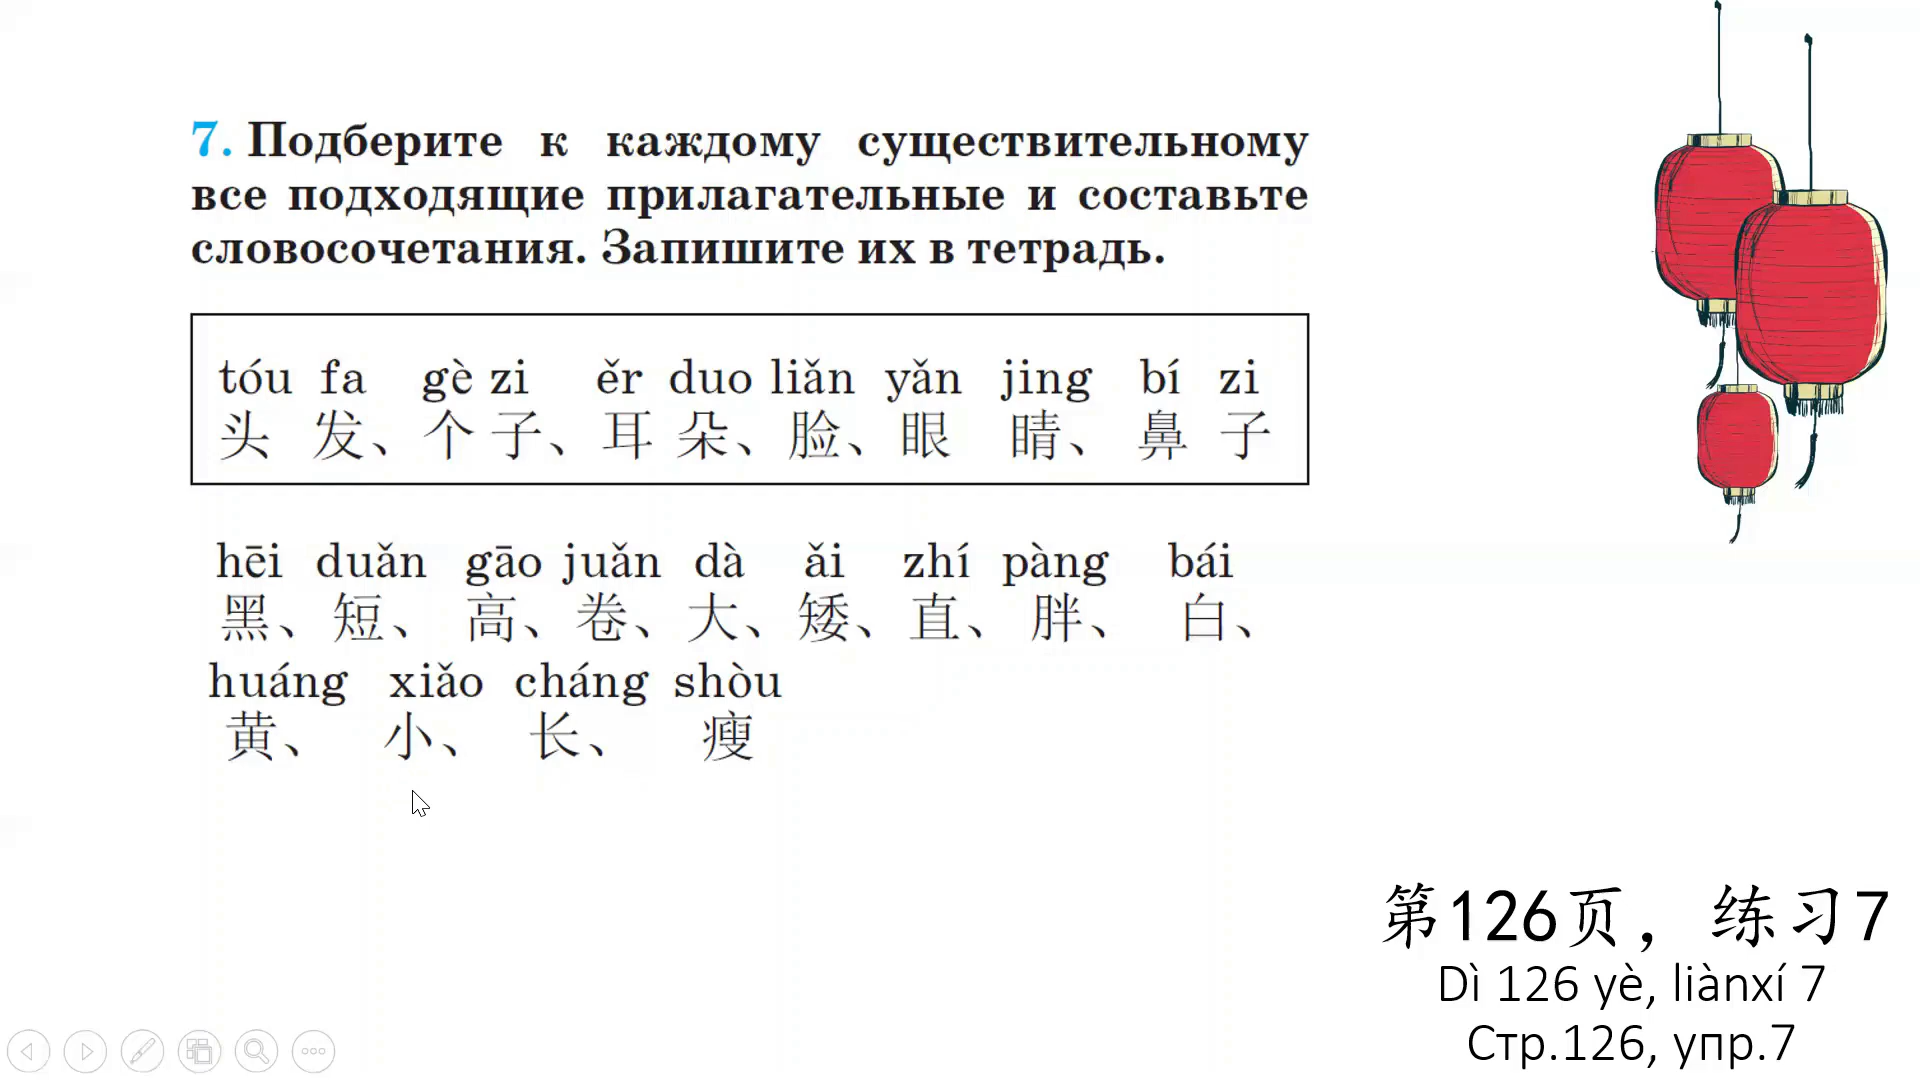 7. Подберите к каждому существительному
все подходящие прилагательные и составьте
словосочетания. Запишите их в тетрадь.
tóu fa gè zi ěr duo liǎn yǎn jing bí zi
头 发、个 子、耳 朵、脸、眼 睛、鼻 子
hēi duǎn gāo juǎn dà ǎi zhí pàng bái
黑、短、高、卷、大、矮、直、胖、白、
huáng xiǎo cháng shòu
黄、小、长、瘦
第126页，练习7
Dì 126 yè, liànxí 7
Стр.126, упр.7